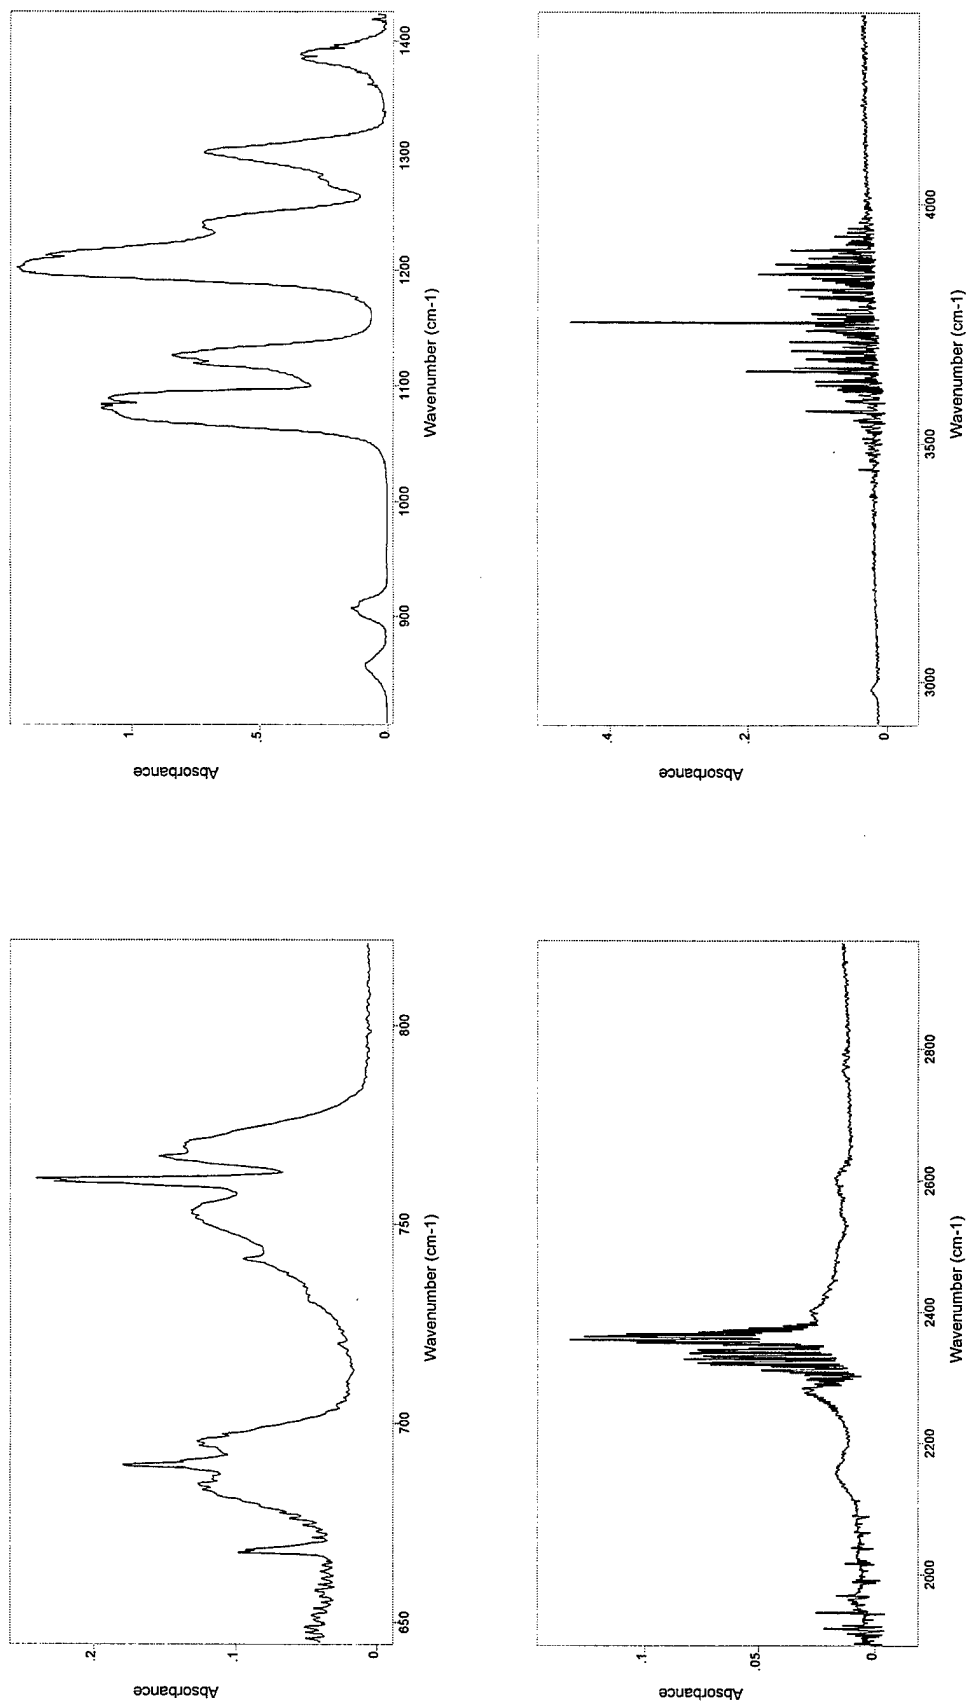 Absorbance
.2
.1
0
650 700 750 800
Wavenumber (cm-1)
Absorbance
1
.5
0
900 1000 1100 1200 1300 1400
Wavenumber (cm-1)
Absorbance
.1
.05
0
2000 2200 2400 2600 2800
Wavenumber (cm-1)
Absorbance
.4
.2
0
3000 3500 4000
Wavenumber (cm-1)